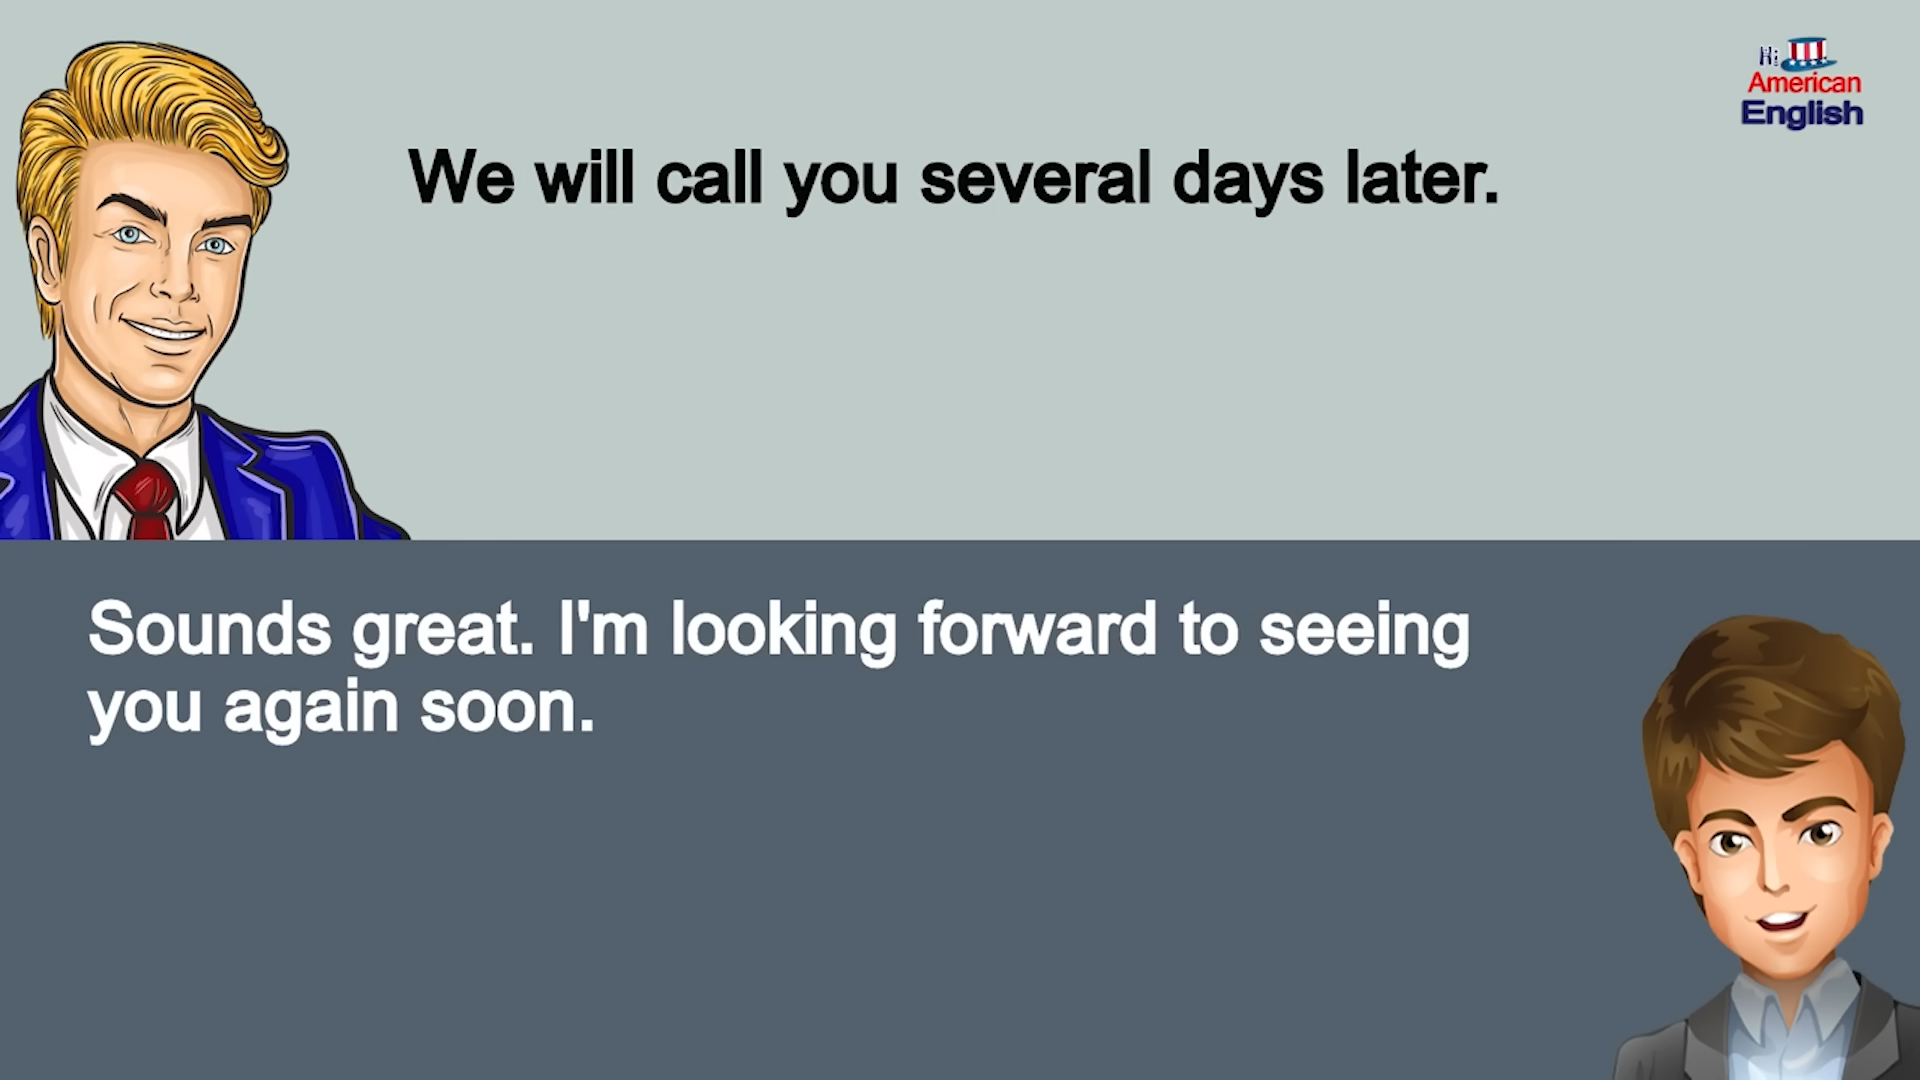 Hi
American
English
We will call you several days later.
Sounds great. I'm looking forward to seeing
you again soon.